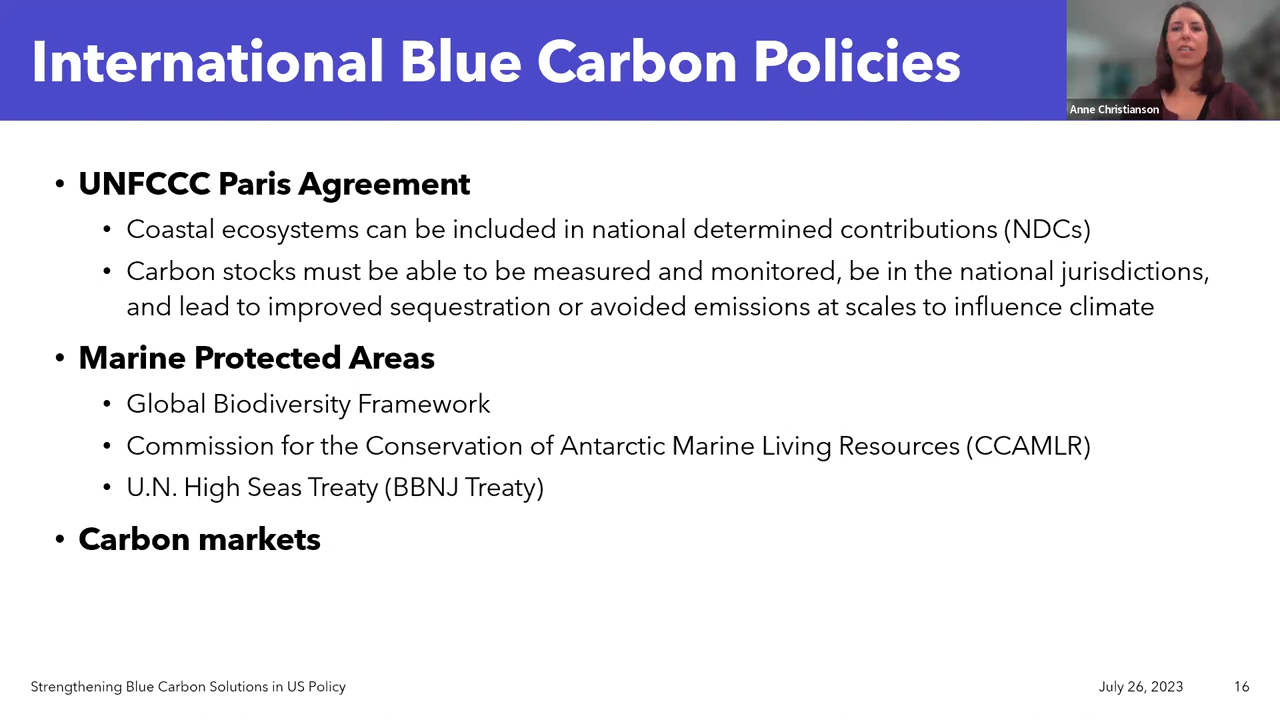 International Blue Carbon Policies
Anne Christianson
• UNFCCC Paris Agreement
• Coastal ecosystems can be included in national determined contributions (NDCs)
• Carbon stocks must be able to be measured and monitored, be in the national jurisdictions,
and lead to improved sequestration or avoided emissions at scales to influence climate
• Marine Protected Areas
• Global Biodiversity Framework
• Commission for the Conservation of Antarctic Marine Living Resources (CCAMLR)
• U.N. High Seas Treaty (BBNJ Treaty)
• Carbon markets
Strengthening Blue Carbon Solutions in US Policy
July 26, 2023
16